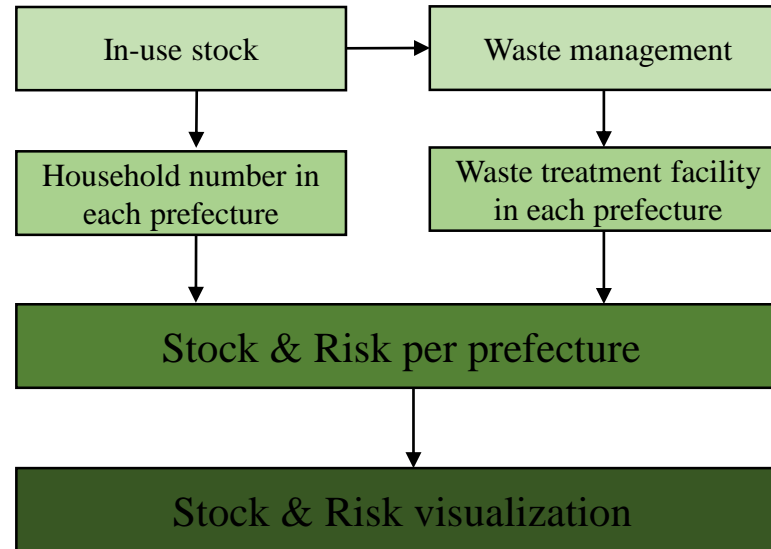 In-use stock
Waste management
Household number in
each prefecture
Waste treatment facility
in each prefecture
Stock & Risk per prefecture
Stock & Risk visualization